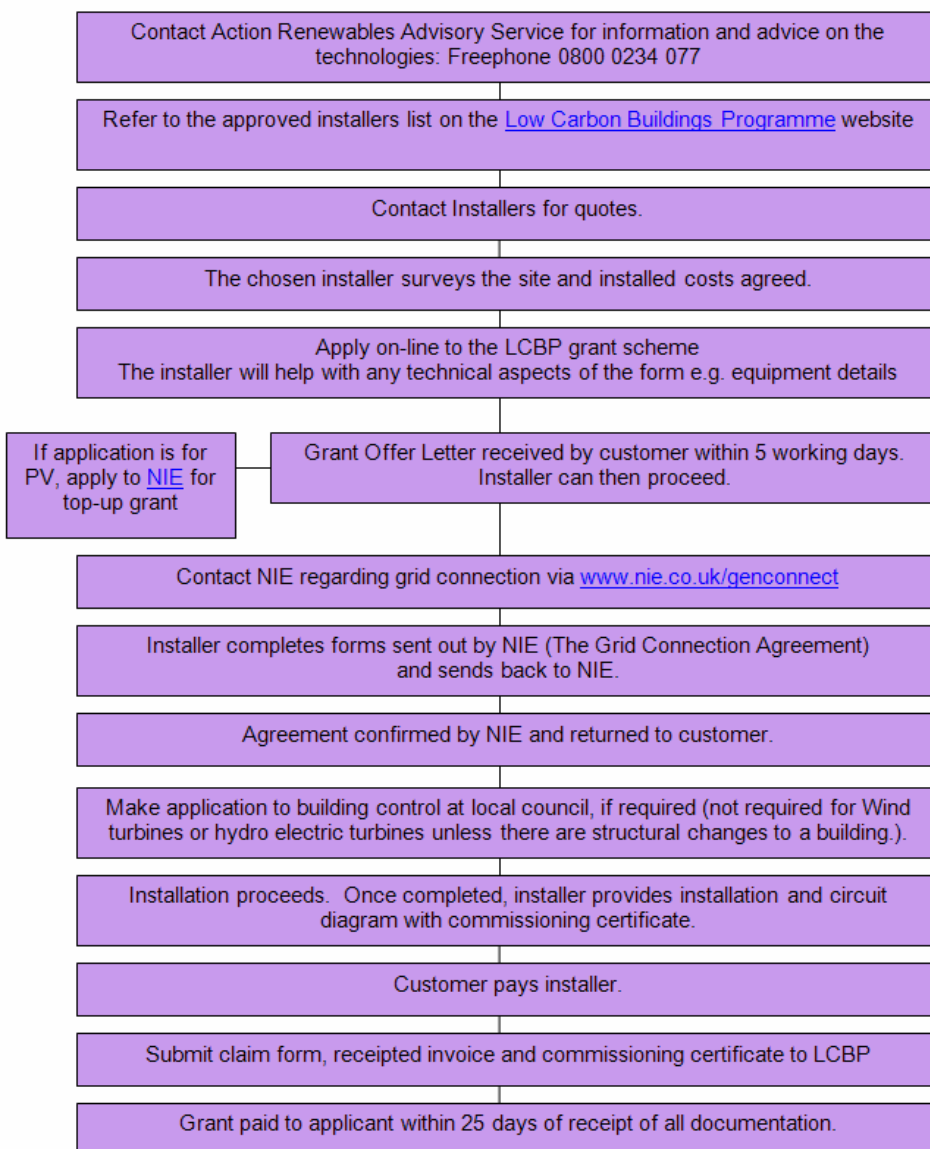 Contact Action Renewables Advisory Service for information and advice on the
technologies: Freephone 0800 0234 077
Refer to the approved installers list on the Low Carbon Buildings Programme website
Contact Installers for quotes.
The chosen installer surveys the site and installed costs agreed.
Apply on-line to the LCBP grant scheme
The installer will help with any technical aspects of the form e.g. equipment details
If application is for
PV, apply to NIE for
top-up grant
Grant Offer Letter received by customer within 5 working days.
Installer can then proceed.
Contact NIE regarding grid connection via www.nie.co.uk/genconnect
Installer completes forms sent out by NIE (The Grid Connection Agreement)
and sends back to NIE.
Agreement confirmed by NIE and returned to customer.
Make application to building control at local council, if required (not required for Wind
turbines or hydro electric turbines unless there are structural changes to a building.).
Installation proceeds.  Once completed, installer provides installation and circuit
diagram with commissioning certificate.
Customer pays installer.
Submit claim form, receipted invoice and commissioning certificate to LCBP
Grant paid to applicant within 25 days of receipt of all documentation.